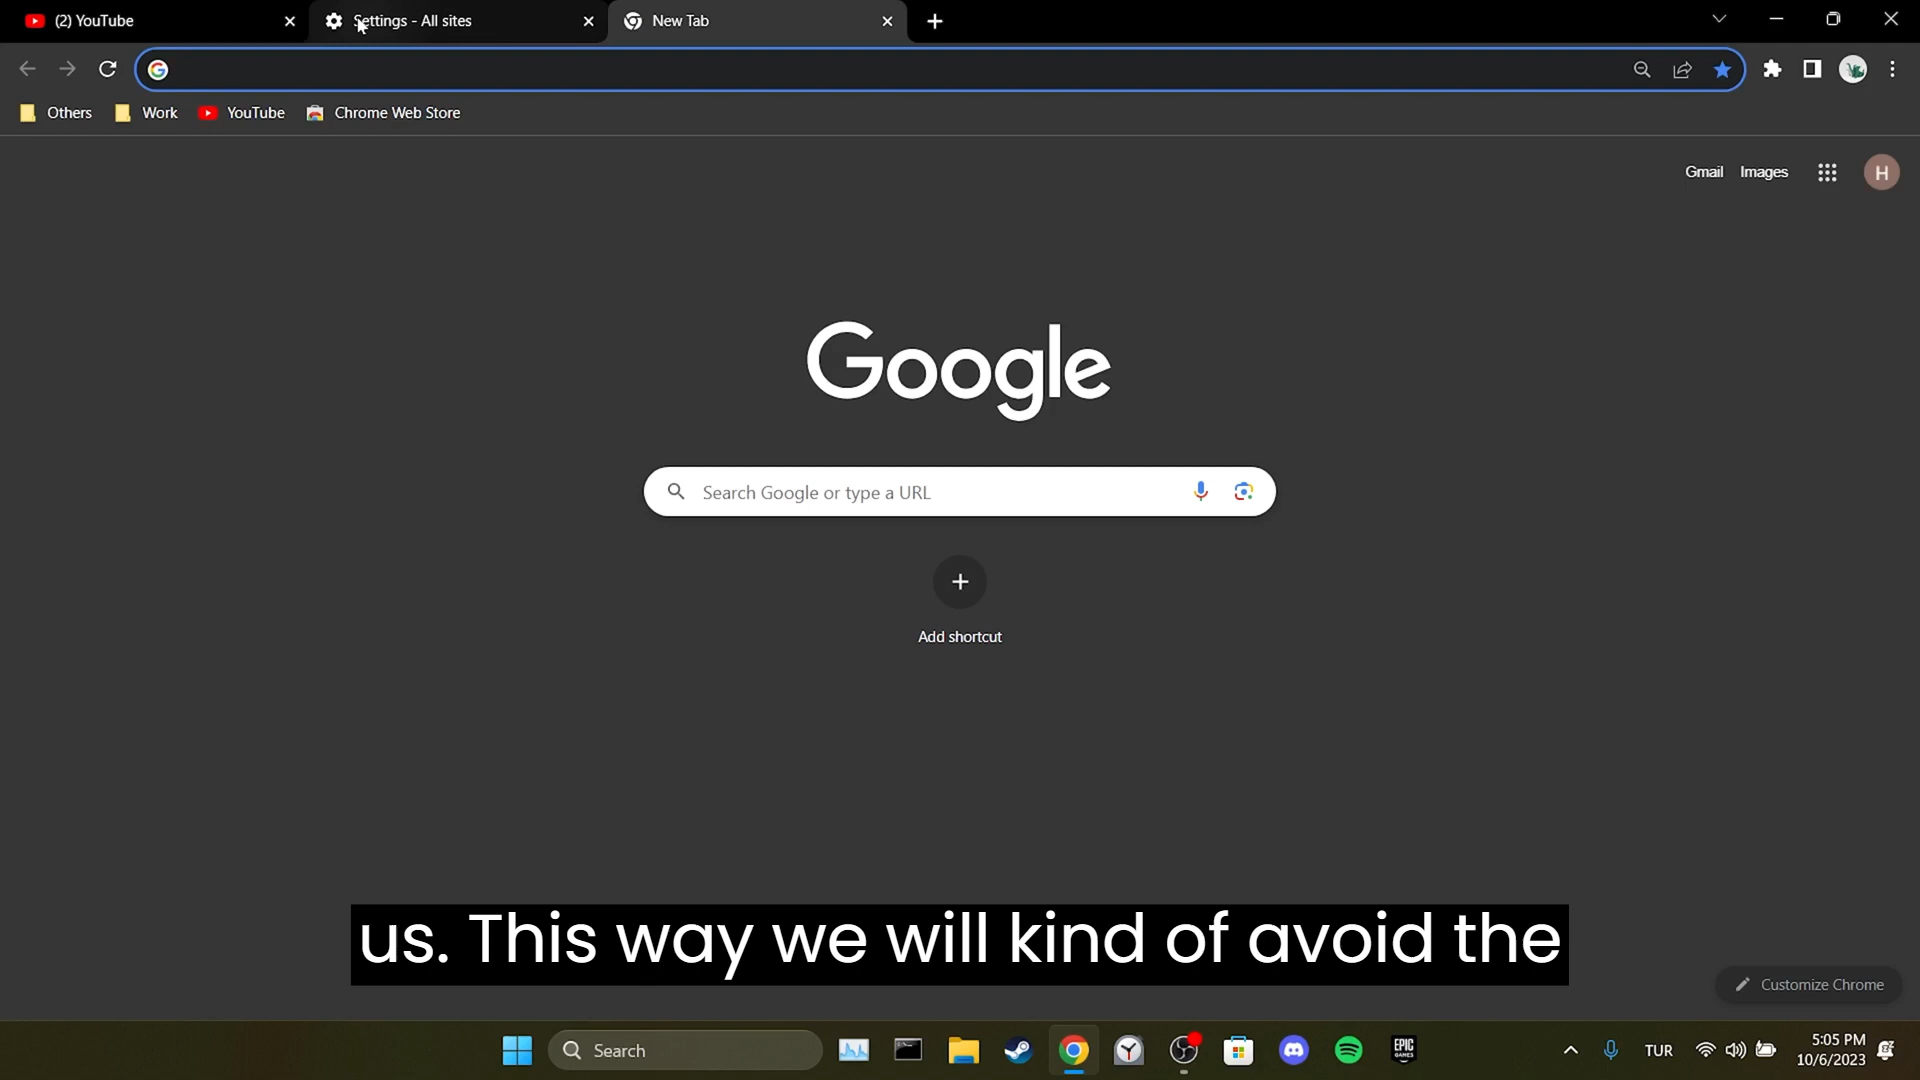 (2) YouTube
Settings - All sites
New Tab
Others
Work
YouTube
Chrome Web Store
Gmail
Images
H
Google
Search Google or type a URL
Add shortcut
us. This way we will kind of avoid the
Customize Chrome
Search
EPIC
GAMES
TUR
5:05 PM
10/6/2023